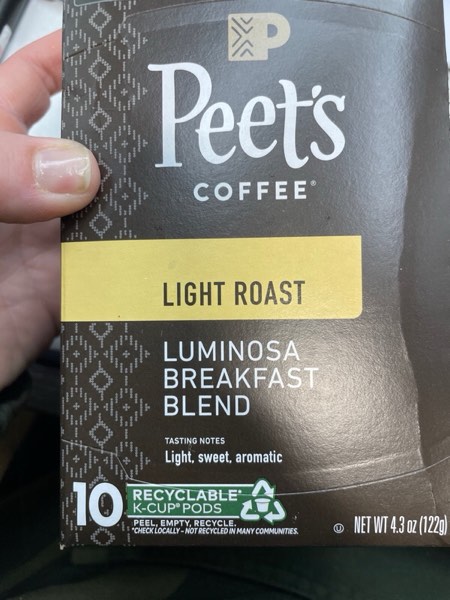 P
Peet's
COFFEE®
LIGHT ROAST
LUMINOSA
BREAKFAST
BLEND
TASTING NOTES
Light, sweet, aromatic
10 RECYCLABLE*
K-CUP® PODS
PEEL, EMPTY, RECYCLE.
*CHECK LOCALLY - NOT RECYCLED IN MANY COMMUNITIES.
U NET WT 4.3 oz (122g)